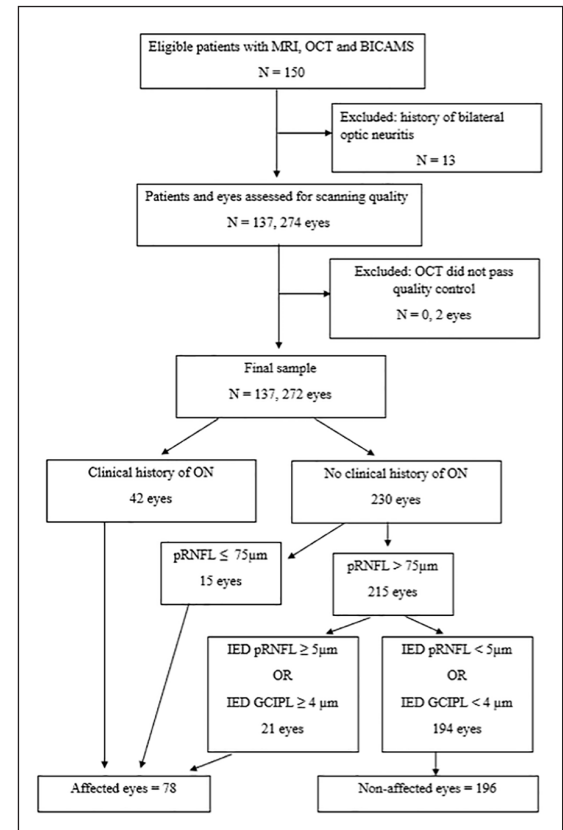 Eligible patients with MRI, OCT and BICAMS
N = 150
Excluded: history of bilateral
optic neuritis
N = 13
Patients and eyes assessed for scanning quality
N = 137, 274 eyes
Excluded: OCT did not pass
quality control
N = 0, 2 eyes
Final sample
N = 137, 272 eyes
Clinical history of ON
42 eyes
No clinical history of ON
230 eyes
pRNFL ≤ 75μm
15 eyes
pRNFL > 75μm
215 eyes
IED pRNFL ≥ 5μm
OR
IED GCIPL ≥ 4 μm
21 eyes
IED pRNFL < 5μm
OR
IED GCIPL < 4 μm
194 eyes
Affected eyes = 78
Non-affected eyes = 196